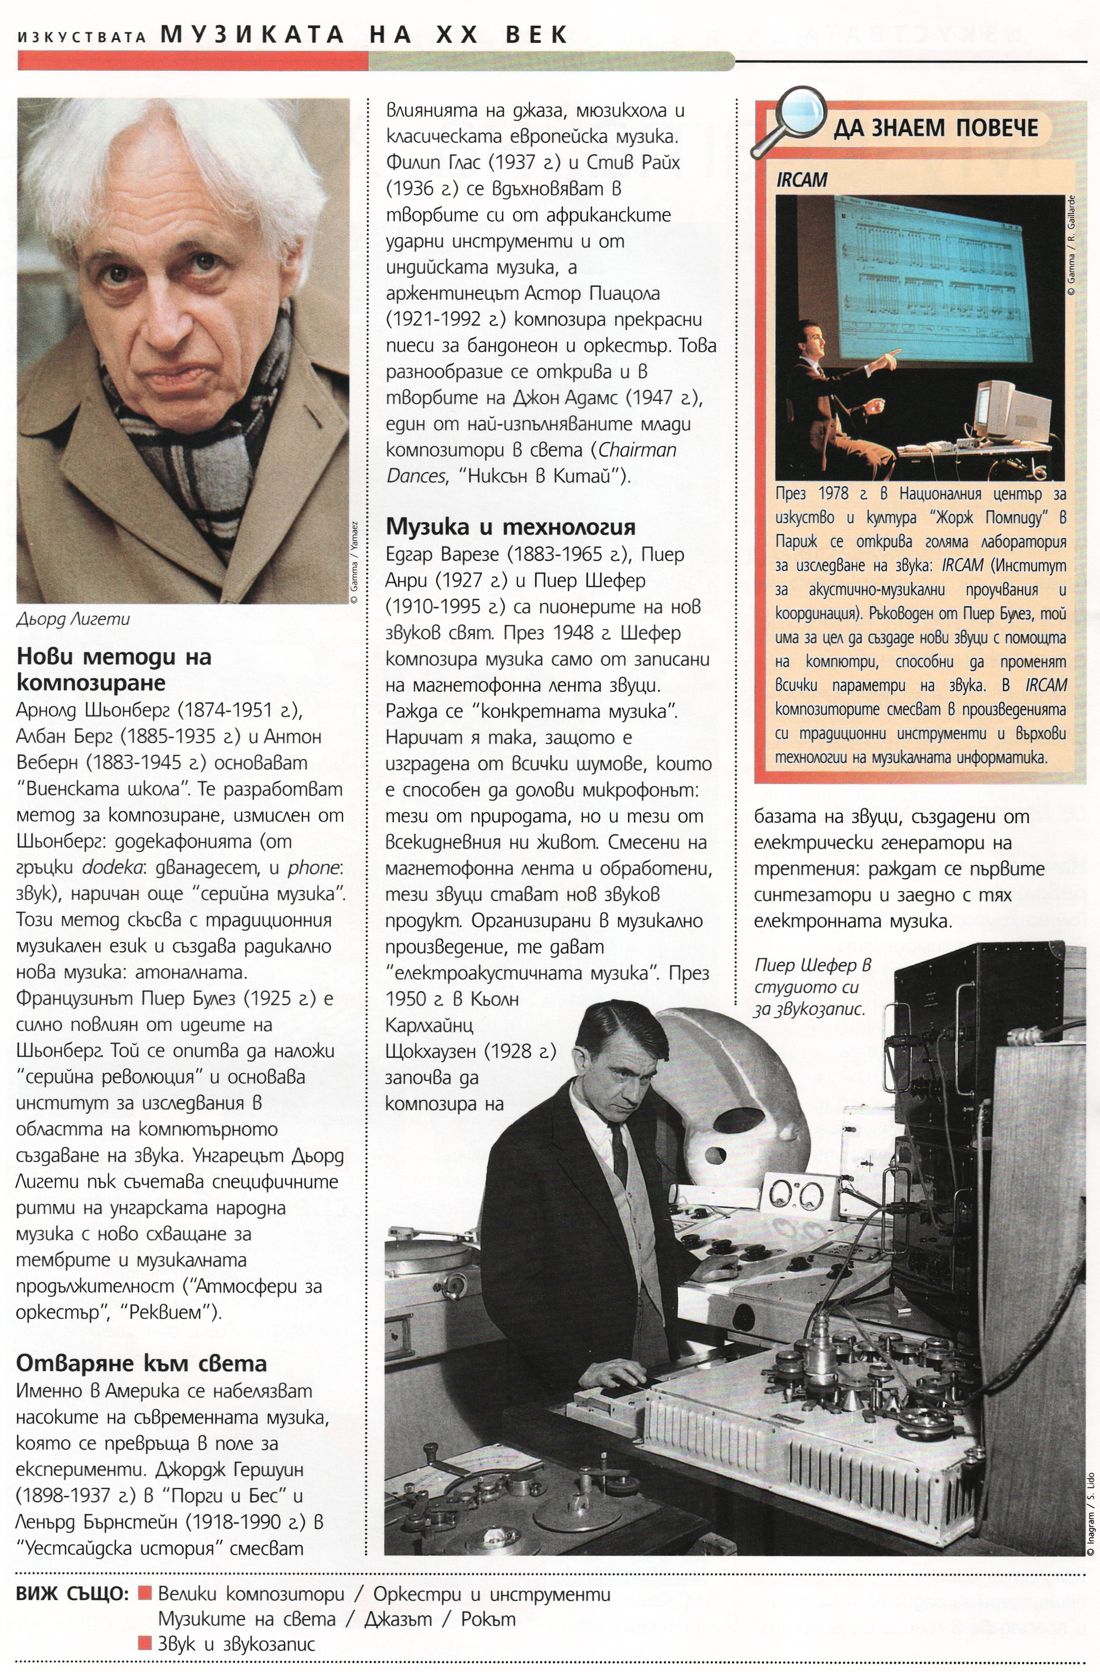 ИЗКУСТВАТА МУЗИКАТА НА XX ВЕК
© Gamma / Yamaez
Дьорд Лигети
Нови методи на
композиране
Арнолд Шьонберг (1874-1951 г.),
Албан Берг (1885-1935 г.) и Антон
Веберн (1883-1945 г.) основават
“Виенската школа”. Те разработват
метод за композиране, измислен от
Шьонберг: додекафонията (от
гръцки dodeka: дванадесет, и phone:
звук), наричан още “серийна музика”.
Този метод скъсва с традиционния
музикален език и създава радикално
нова музика: атоналната.
Французинът Пиер Булез (1925 г.) е
силно повлиян от идеите на
Шьонберг. Той се опитва да наложи
“серийна революция” и основава
институт за изследвания в
областта на компютърното
създаване на звука. Унгарецът Дьорд
Лигети пък съчетава специфичните
ритми на унгарската народна
музика с ново схващане за
тембрите и музикалната
продължителност (“Атмосфери за
оркестър”, “Реквием”).
Отваряне към света
Именно в Америка се набелязват
насоките на съвременната музика,
която се превръща в поле за
експерименти. Джордж Гершуин
(1898-1937 г.) в “Порги и Бес” и
Ленърд Бърнстейн (1918-1990 г.) в
“Уестсайдска история” смесват
влиянията на джаза, мюзикхола и
класическата европейска музика.
Филип Глас (1937 г.) и Стив Райх
(1936 г.) се вдъхновяват в
творбите си от африканските
ударни инструменти и от
индийската музика, а
аржентинецът Астор Пиацола
(1921-1992 г.) композира прекрасни
пиеси за бандонеон и оркестър. Това
разнообразие се открива и в
творбите на Джон Адамс (1947 г.),
един от най-изпълняваните млади
композитори в света (Chairman
Dances, “Никсън в Китай”).
Музика и технология
Едгар Варезе (1883-1965 г.), Пиер
Анри (1927 г.) и Пиер Шефер
(1910-1995 г.) са пионерите на нов
звуков свят. През 1948 г. Шефер
композира музика само от записани
на магнетофонна лента звуци.
Ражда се “конкретната музика”.
Наричат я така, защото е
изградена от всички шумове, които
е способен да долови микрофонът:
тези от природата, но и тези от
всекидневния ни живот. Смесени на
магнетофонна лента и обработени,
тези звуци стават нов звуков
продукт. Организирани в музикално
произведение, те дават
“електроакустичната музика”. През
1950 г. в Кьолн
Карлхайнц
Щокхаузен (1928 г.)
започва да
композира на
ДА ЗНАЕМ ПОВЕЧЕ
IRCAM
© Gamma / R. Gaillarde
През 1978 г. в Националния център за
изкуство и култура “Жорж Помпиду” в
Париж се открива голяма лаборатория
за изследване на звука: IRCAM (Институт
за акустично-музикални проучвания и
координация). Ръководен от Пиер Булез, той
има за цел да създаде нови звуци с помощта
на компютри, способни да променят
всички параметри на звука. В IRCAM
композиторите смесват в произведенията
си традиционни инструменти и върхови
технологии на музикалната информатика.
базата на звуци, създадени от
електрически генератори на
трептения: раждат се първите
синтезатори и заедно с тях
електронната музика.
Пиер Шефер в
студиото си
за звукозапис.
© Inagram / S. Lido
ВИЖ СЪЩО: Велики композитори / Оркестри и инструменти
Музиките на света / Джазът / Рокът
Звук и звукозапис